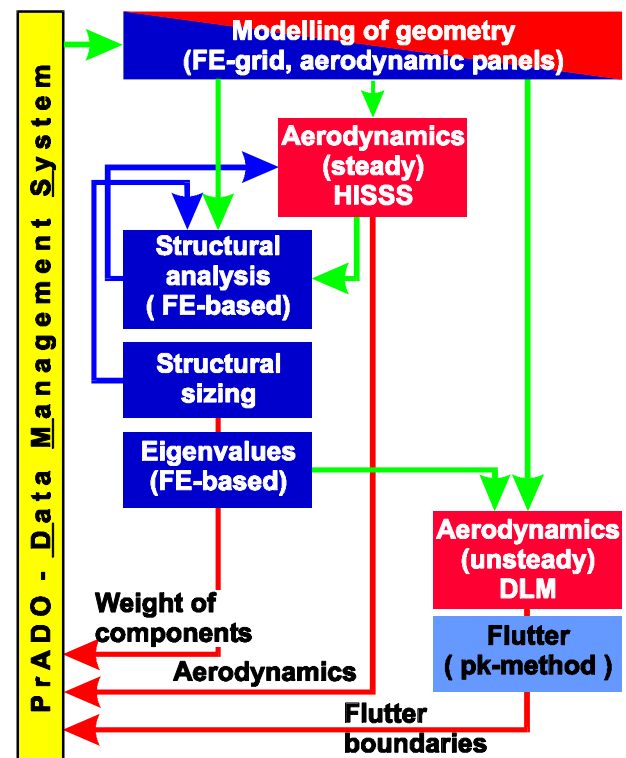 PrADO - Data Management System
Modelling of geometry
(FE-grid, aerodynamic panels)
Aerodynamics
(steady)
HISSS
Structural
analysis
( FE-based)
Structural
sizing
Eigenvalues
(FE-based)
Aerodynamics
(unsteady)
DLM
Flutter
( pk-method )
Weight of
components
Aerodynamics
Flutter
boundaries